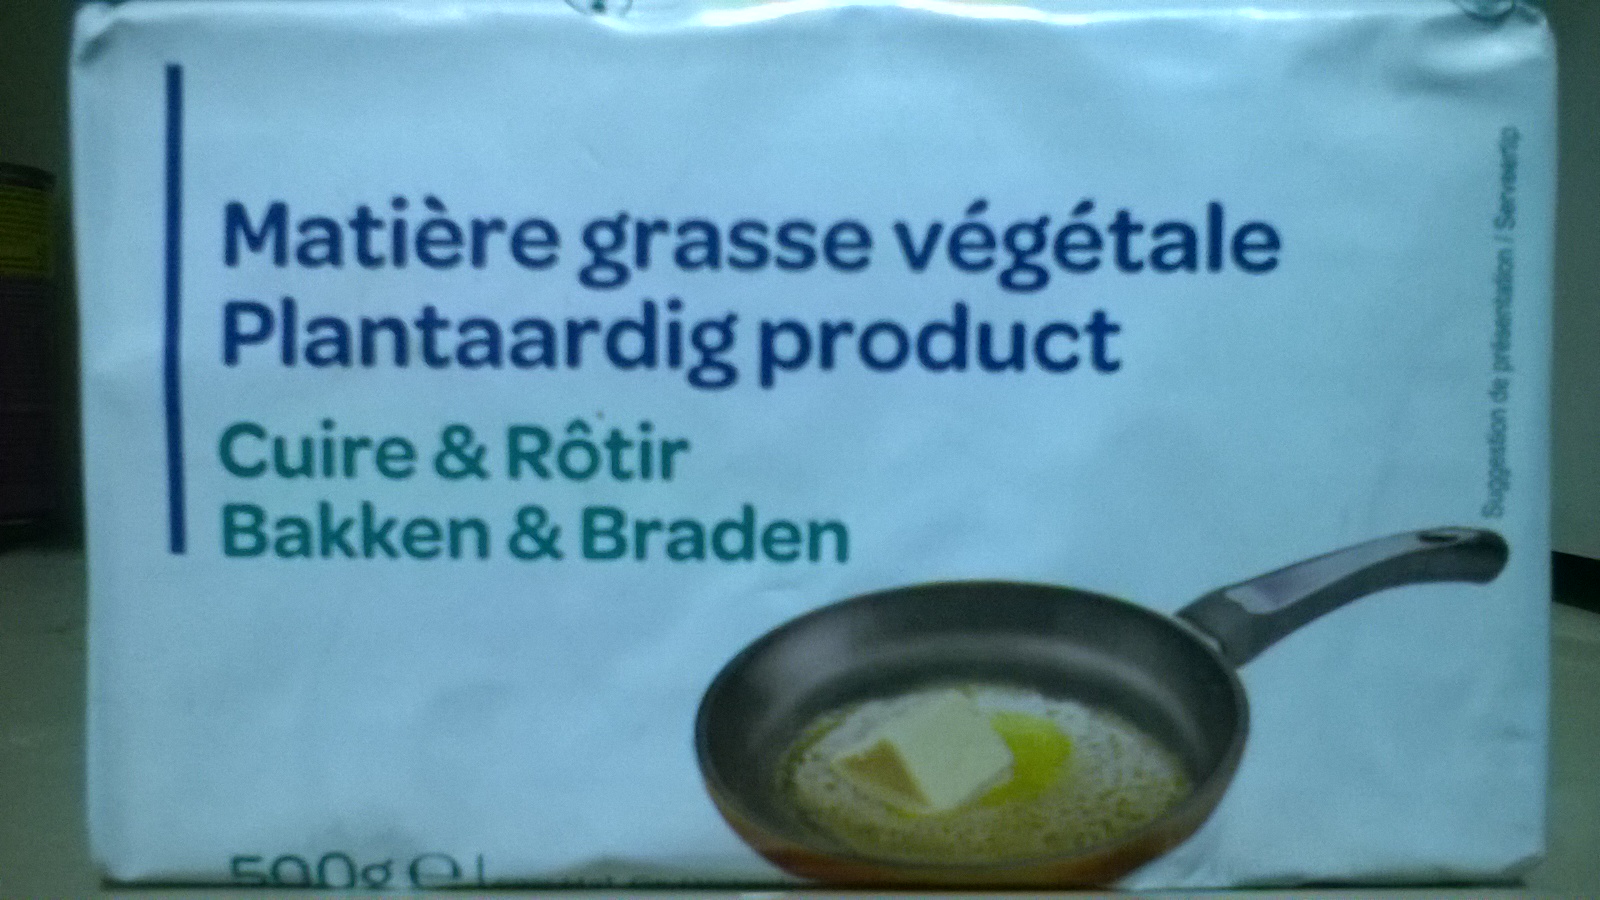 Matière grasse végétale
Plantaardig product
Cuire & Rôtir
Bakken & Braden
Suggestion de présentation / Serveertip
500g ℮